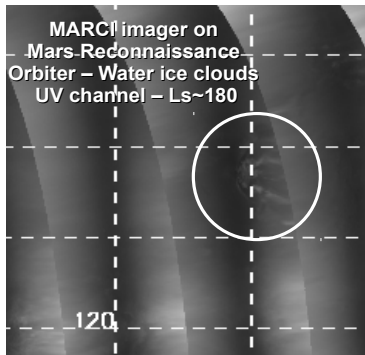 MARCI imager on
Mars Reconnaissance
Orbiter – Water ice clouds
UV channel – Ls~180
120